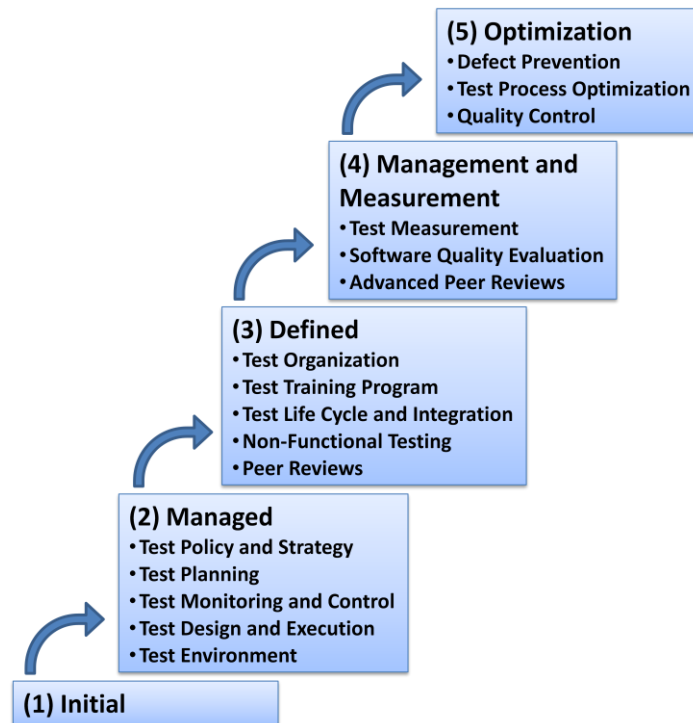 (5) Optimization
• Defect Prevention
• Test Process Optimization
• Quality Control
(4) Management and
Measurement
• Test Measurement
• Software Quality Evaluation
• Advanced Peer Reviews
(3) Defined
• Test Organization
• Test Training Program
• Test Life Cycle and Integration
• Non-Functional Testing
• Peer Reviews
(2) Managed
• Test Policy and Strategy
• Test Planning
• Test Monitoring and Control
• Test Design and Execution
• Test Environment
(1) Initial